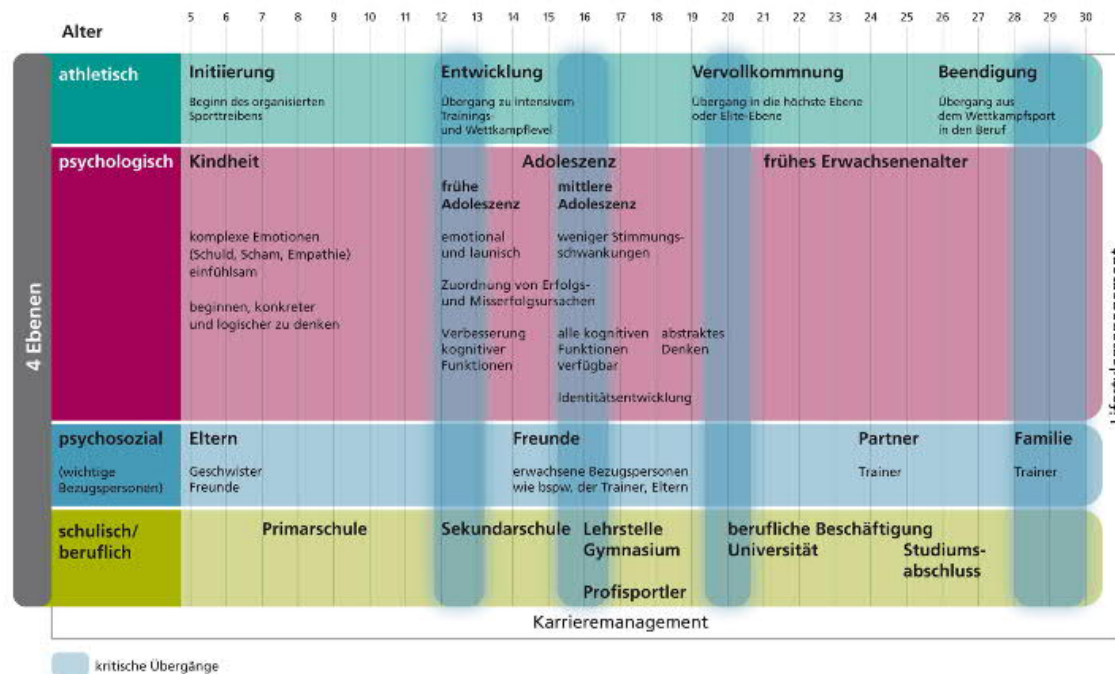 Alter
5 6 7 8 9 10 11 12 13 14 15 16 17 18 19 20 21 22 23 24 25 26 27 28 29 30
4 Ebenen
athletisch
Initiierung
Beginn des organisierten
Sporttreibens
Entwicklung
Übergang zu intensivem
Trainings-
und Wettkampflevel
Vervollkommnung
Übergang in die höchste Ebene
oder Elite-Ebene
Beendigung
Übergang aus
dem Wettkampfsport
in den Beruf
psychologisch
Kindheit
komplexe Emotionen
(Schuld, Scham, Empathie)
einfühlsam
beginnen, konkreter
und logischer zu denken
Adoleszenz
frühe
Adoleszenz
emotional
und launisch
mittlere
Adoleszenz
weniger Stimmungs-
schwankungen
Zuordnung von Erfolgs-
und Misserfolgsursachen
Verbesserung
kognitiver
Funktionen
alle kognitiven
Funktionen
verfügbar
abstraktes
Denken
Identitätsentwicklung
frühes Erwachsenenalter
psychosozial
(wichtige
Bezugspersonen)
Eltern
Geschwister
Freunde
Freunde
erwachsene Bezugspersonen
wie bspw. der Trainer, Eltern
Partner
Trainer
Familie
Trainer
schulisch/
beruflich
Primarschule
Sekundarschule
Lehrstelle
Gymnasium
Profisportler
berufliche Beschäftigung
Universität
Studiums-
abschluss
Karrieremanagement
kritische Übergänge